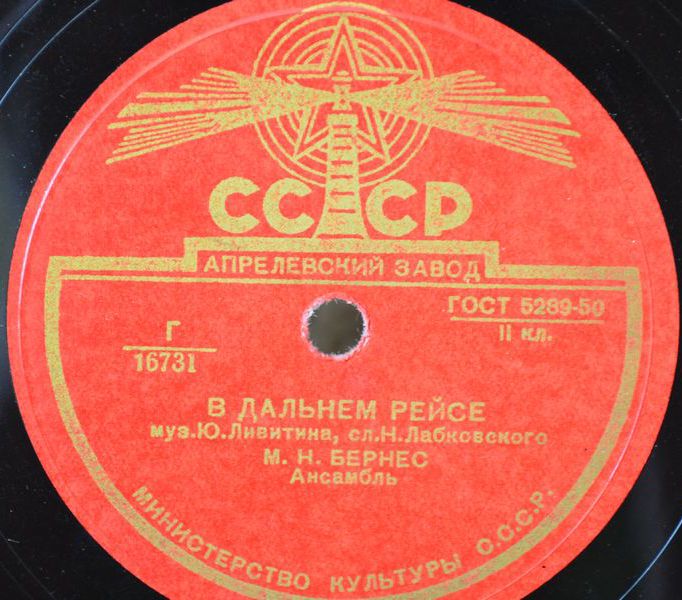 СССР
АПРЕЛЕВСКИЙ ЗАВОД
ГОСТ 5289-50
II кл.
Г
16731
В ДАЛЬНЕМ РЕЙСЕ
муз.Ю.Ливитина, сл.Н.Лабковского
М. Н. БЕРНЕС
Ансамбль
МИНИСТЕРСТВО КУЛЬТУРЫ С.С.С.Р.